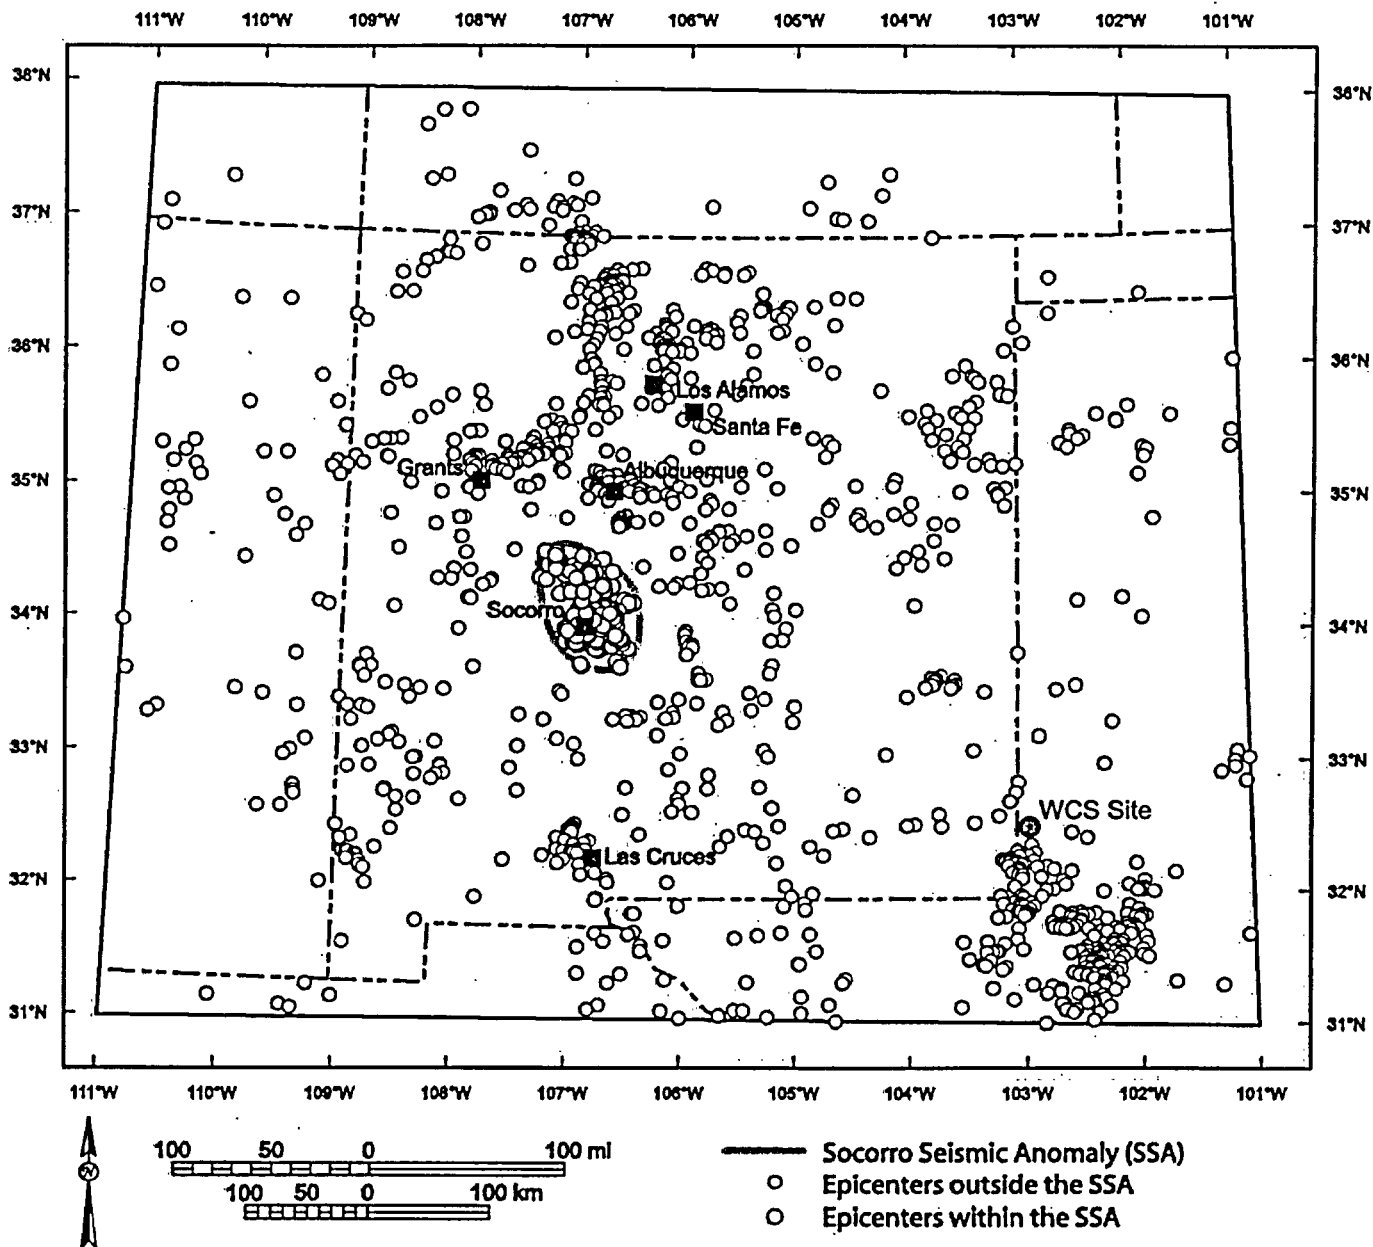 111°W 110°W 109°W 108°W 107°W 106°W 105°W 104°W 103°W 102°W 101°W
38°N 38°N
37°N 37°N
36°N 36°N
Los Alamos
Santa Fe
Grants Albuquerque
35°N 35°N
Socorro
34°N 34°N
33°N 33°N
WCS Site
Las Cruces
32°N 32°N
31°N 31°N
111°W 110°W 109°W 108°W 107°W 106°W 105°W 104°W 103°W 102°W 101°W
N
100 50 0 100 mi
100 50 0 100 km
Socorro Seismic Anomaly (SSA)
Epicenters outside the SSA
Epicenters within the SSA